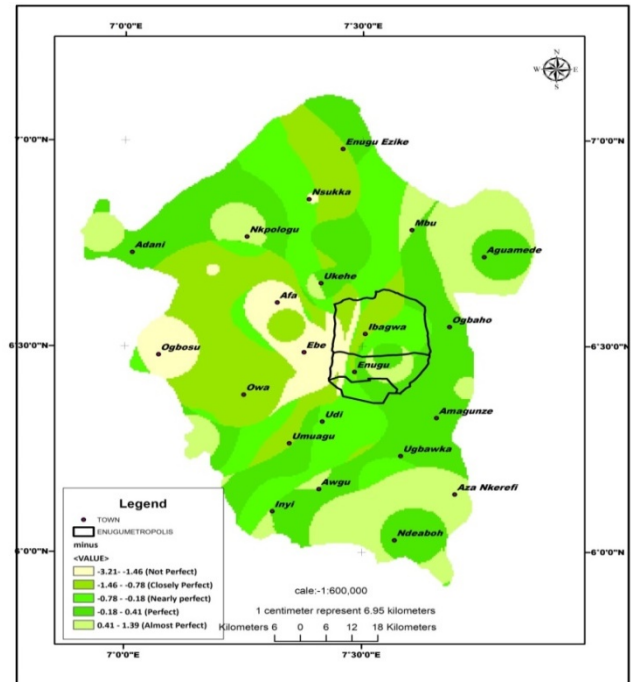 7°0'0"E 7°30'0"E
N
W E
S
7°0'0"N 7°0'0"N
Enugu Ezike
Nsukka
Mbu
Nkpologu
Adani
Aguamede
Ukehe
Afa
Ogbaho
Ibagwa
6°30'0"N 6°30'0"N
Ogbosu
Ebe
Enugu
Owa
Udi
Amagunze
Umuagu
Ugbawka
Awgu
Aza Nkerefi
Inyi
Ndeaboh
6°0'0"N 6°0'0"N
Legend
TOWN
ENUGUMETROPOLIS
minus
<VALUE>
-3.21- -1.46 (Not Perfect)
-1.46 - -0.78 (Closely Perfect)
-0.78 - -0.18 (Nearly perfect)
-0.18 - 0.41 (Perfect)
0.41 - 1.39 (Almost Perfect)
cale:-1:600,000
1 centimeter represent 6.95 kilometers
Kilometers 6 0 6 12 18 Kilometers
7°0'0"E 7°30'0"E